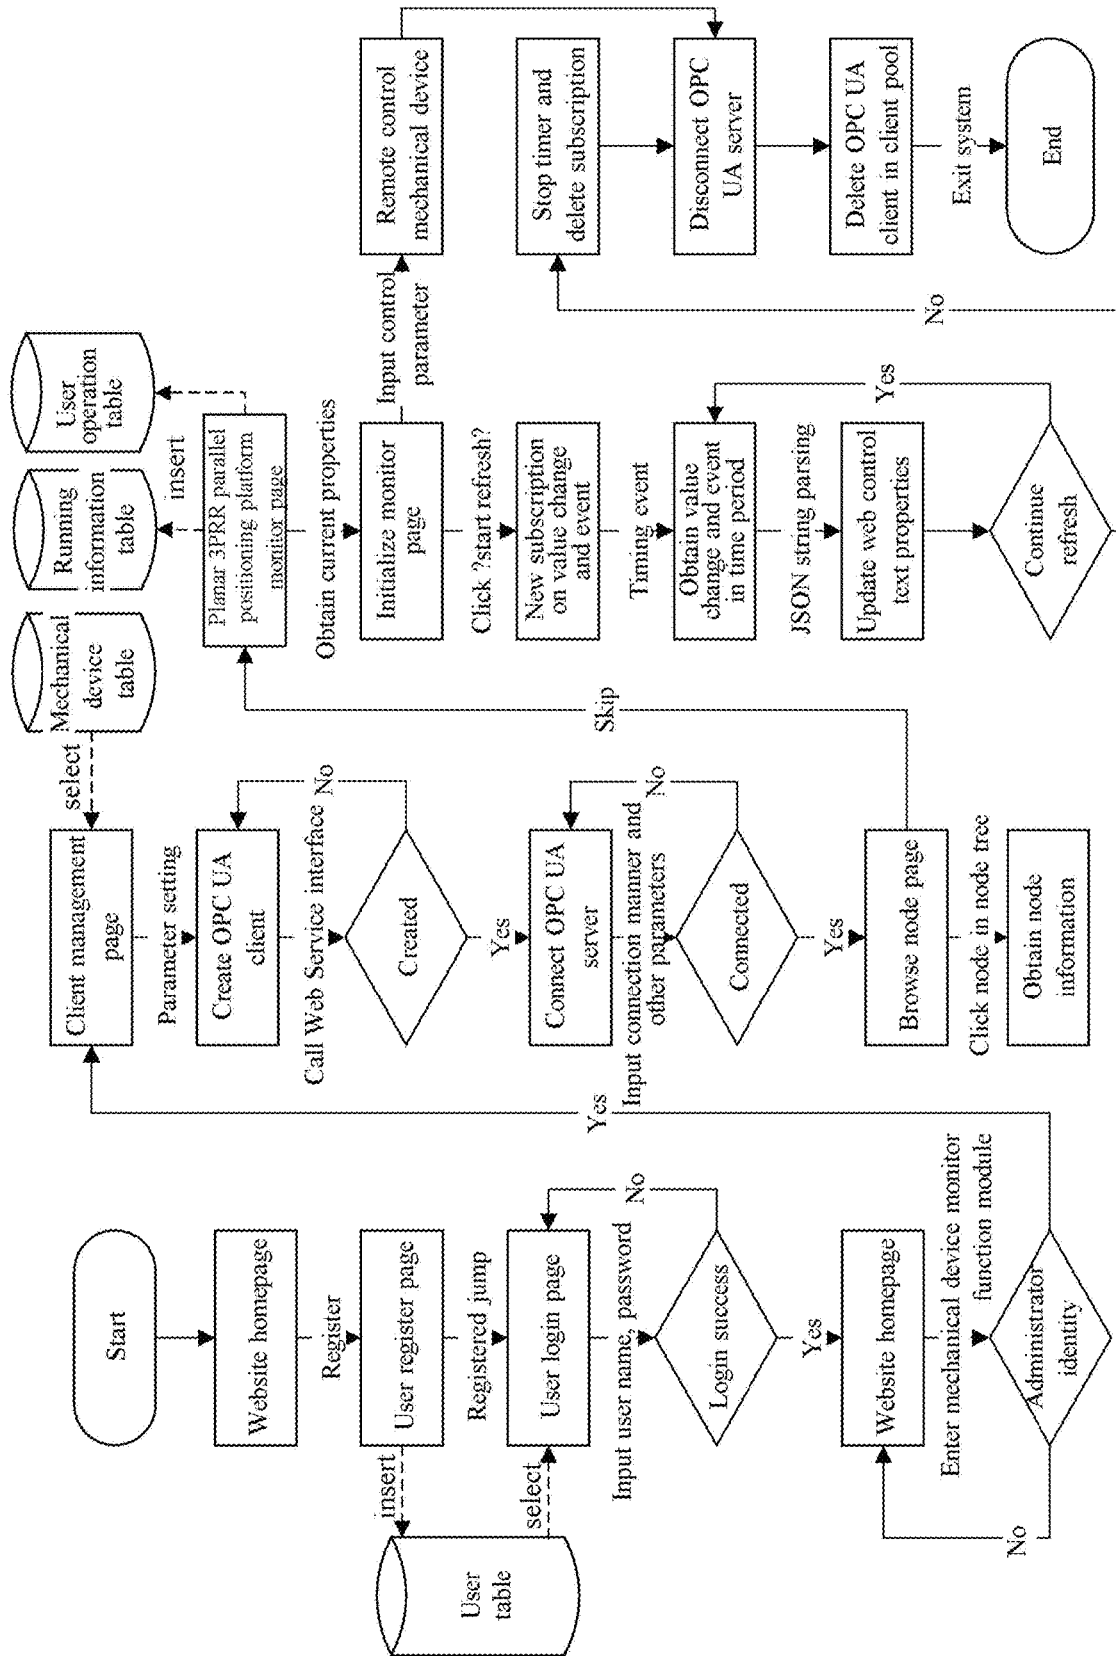 Start
Website homepage
Register
User register page
insert
User
table
Registered jump
User login page
select
Input user name, password
Login success
No
Yes
Website homepage
Enter mechanical device monitor
function module
Administrator
identity
No
Yes
Mechanical
device
table
select
Client management
page
Parameter setting
Create OPC UA
client
Call Web Service interface
Created
No
Yes
Connect OPC UA
server
Input connection manner and
other parameters
Connected
No
Yes
Browse node page
Click node in node tree
Obtain node
information
Skip
Running
information
table
User
operation
table
insert
Planar 3PRR parallel
positioning platform
monitor page
Obtain current properties
Initialize monitor
page
Click ?start refresh?
New subscription
on value change
and event
Timing event
Obtain value
change and event
in time period
JSON string parsing
Update web control
text properties
Continue
refresh
Yes
No
Input control
parameter
Remote control
mechanical device
Stop timer and
delete subscription
Disconnect OPC
UA server
Delete OPC UA
client in client pool
Exit system
End